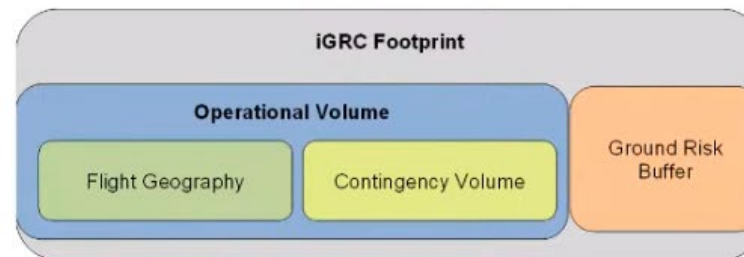 iGRC Footprint
Operational Volume
Flight Geography
Contingency Volume
Ground Risk
Buffer